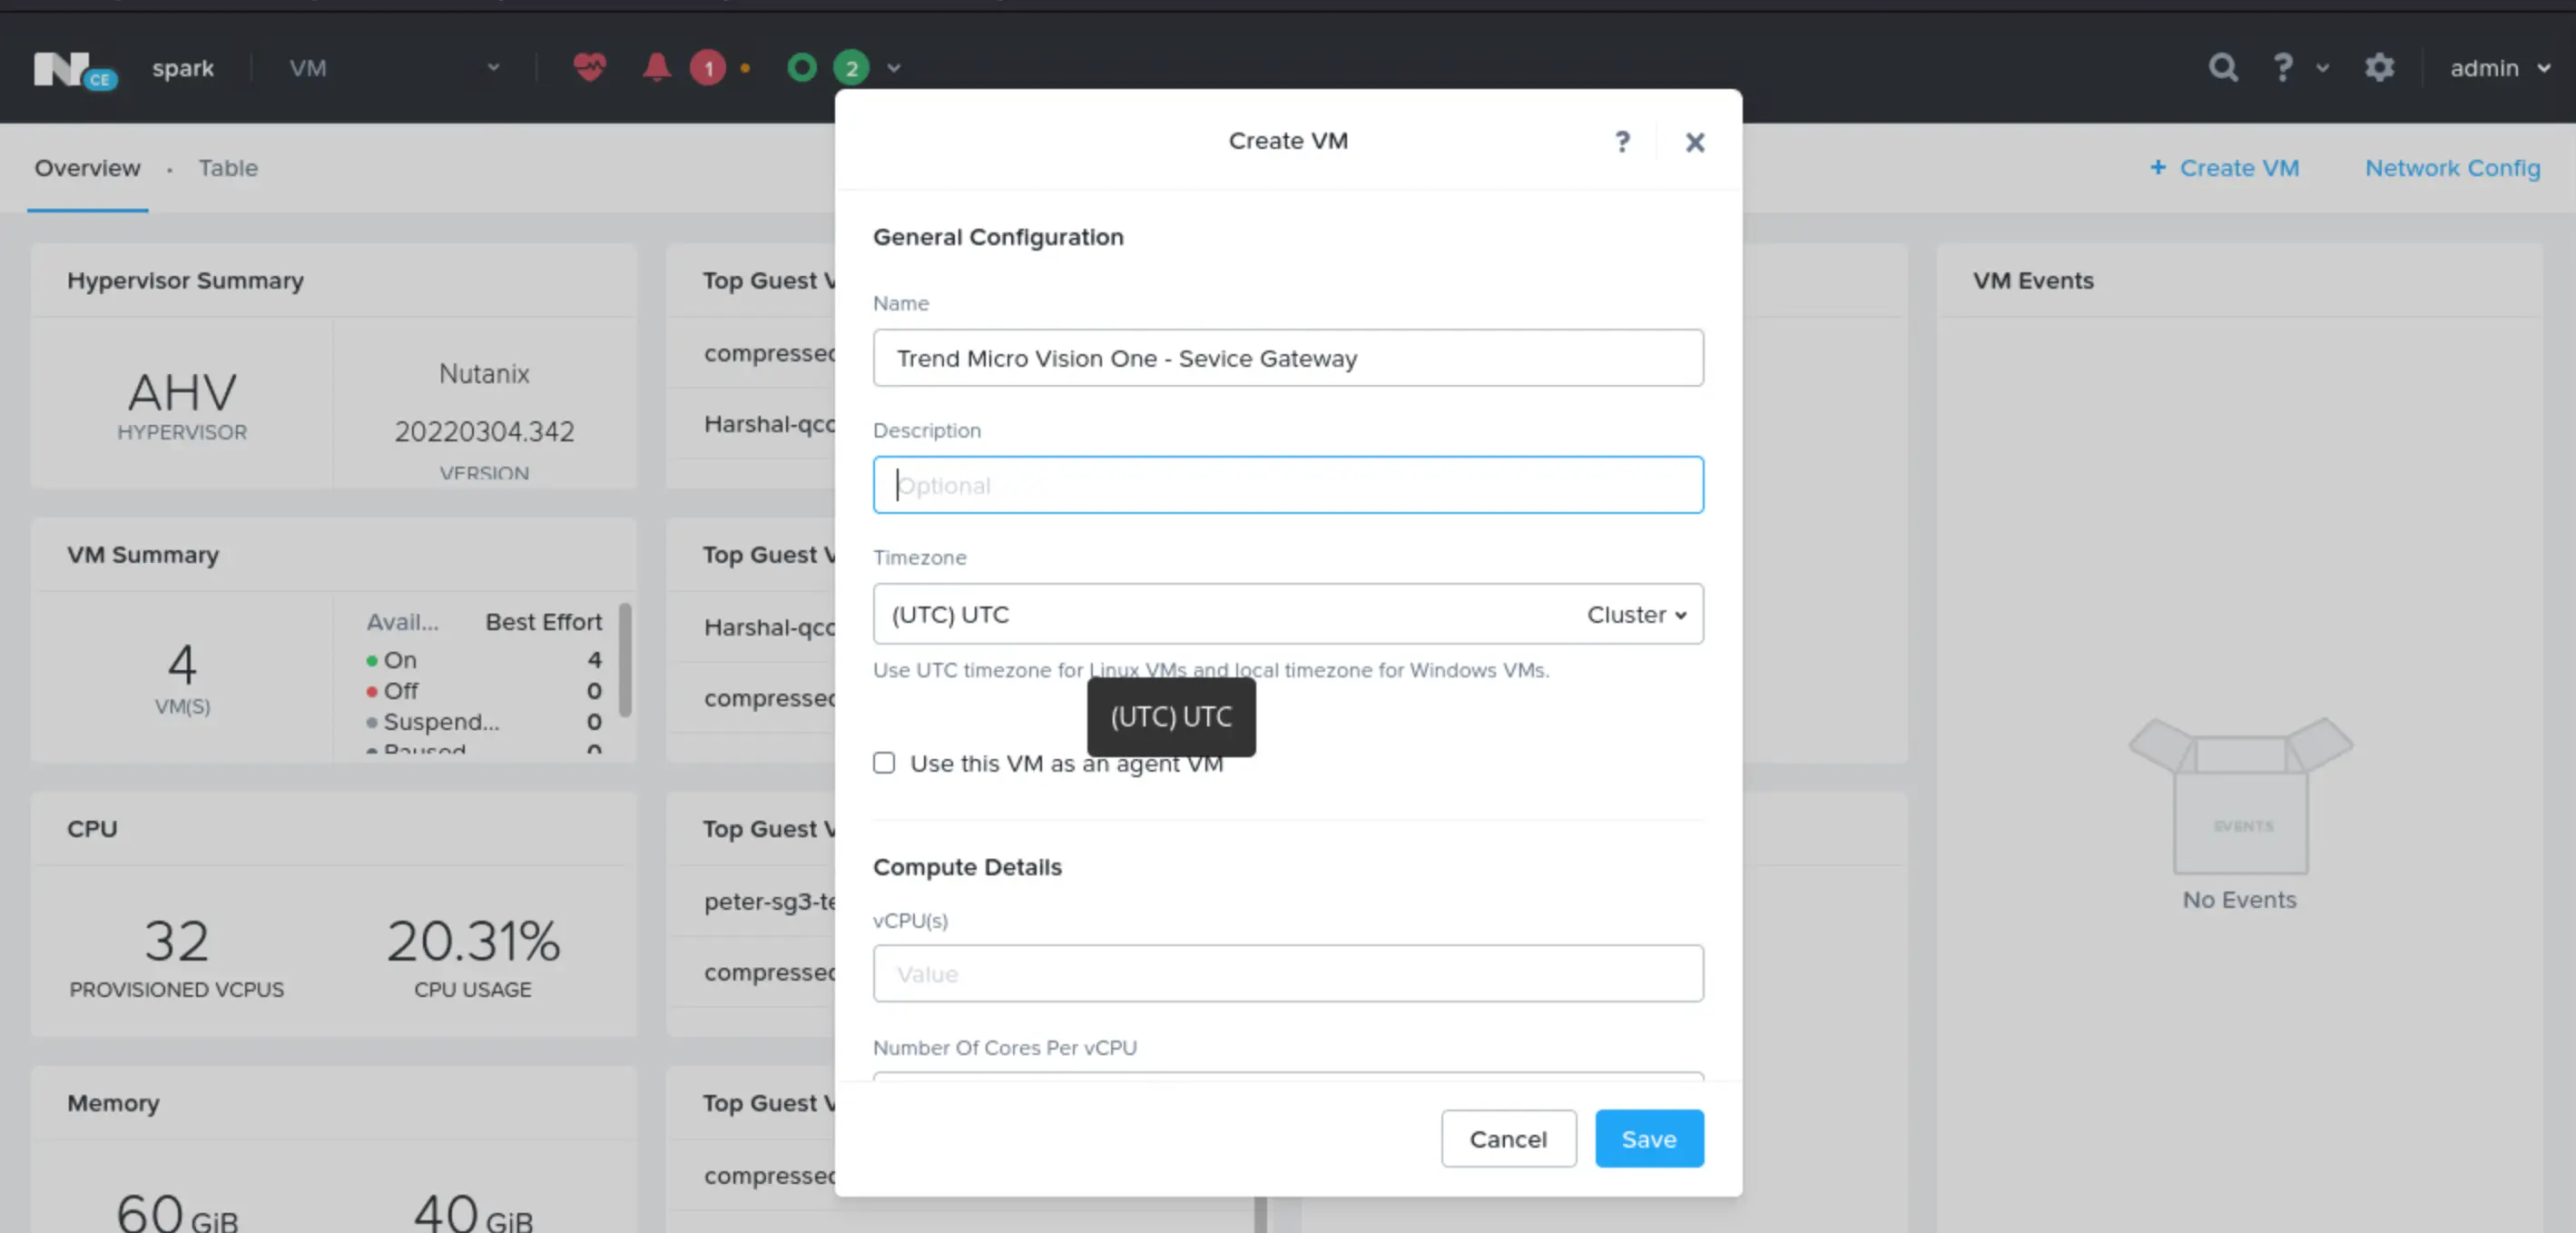 N CE spark VM 1 2 ? admin
Overview · Table + Create VM Network Config
Create VM ? ×
General Configuration
Name
Trend Micro Vision One - Sevice Gateway
Description
Optional
Timezone
(UTC) UTC Cluster
Use UTC timezone for Linux VMs and local timezone for Windows VMs.
(UTC) UTC
Use this VM as an agent VM
Compute Details
vCPU(s)
Value
Number Of Cores Per vCPU
Cancel Save
Hypervisor Summary
AHV
HYPERVISOR
Nutanix
20220304.342
VERSION
VM Summary
4
VM(S)
Avail... Best Effort
On 4
Off 0
Suspend... 0
Paused 0
CPU
32
PROVISIONED VCPUS
20.31%
CPU USAGE
Memory
60 GiB
40 GiB
Top Guest V
compressed
Harshal-qcc
Top Guest V
Harshal-qcc
compressed
Top Guest V
peter-sg3-te
compressed
Top Guest V
compressed
VM Events
EVENTS
No Events